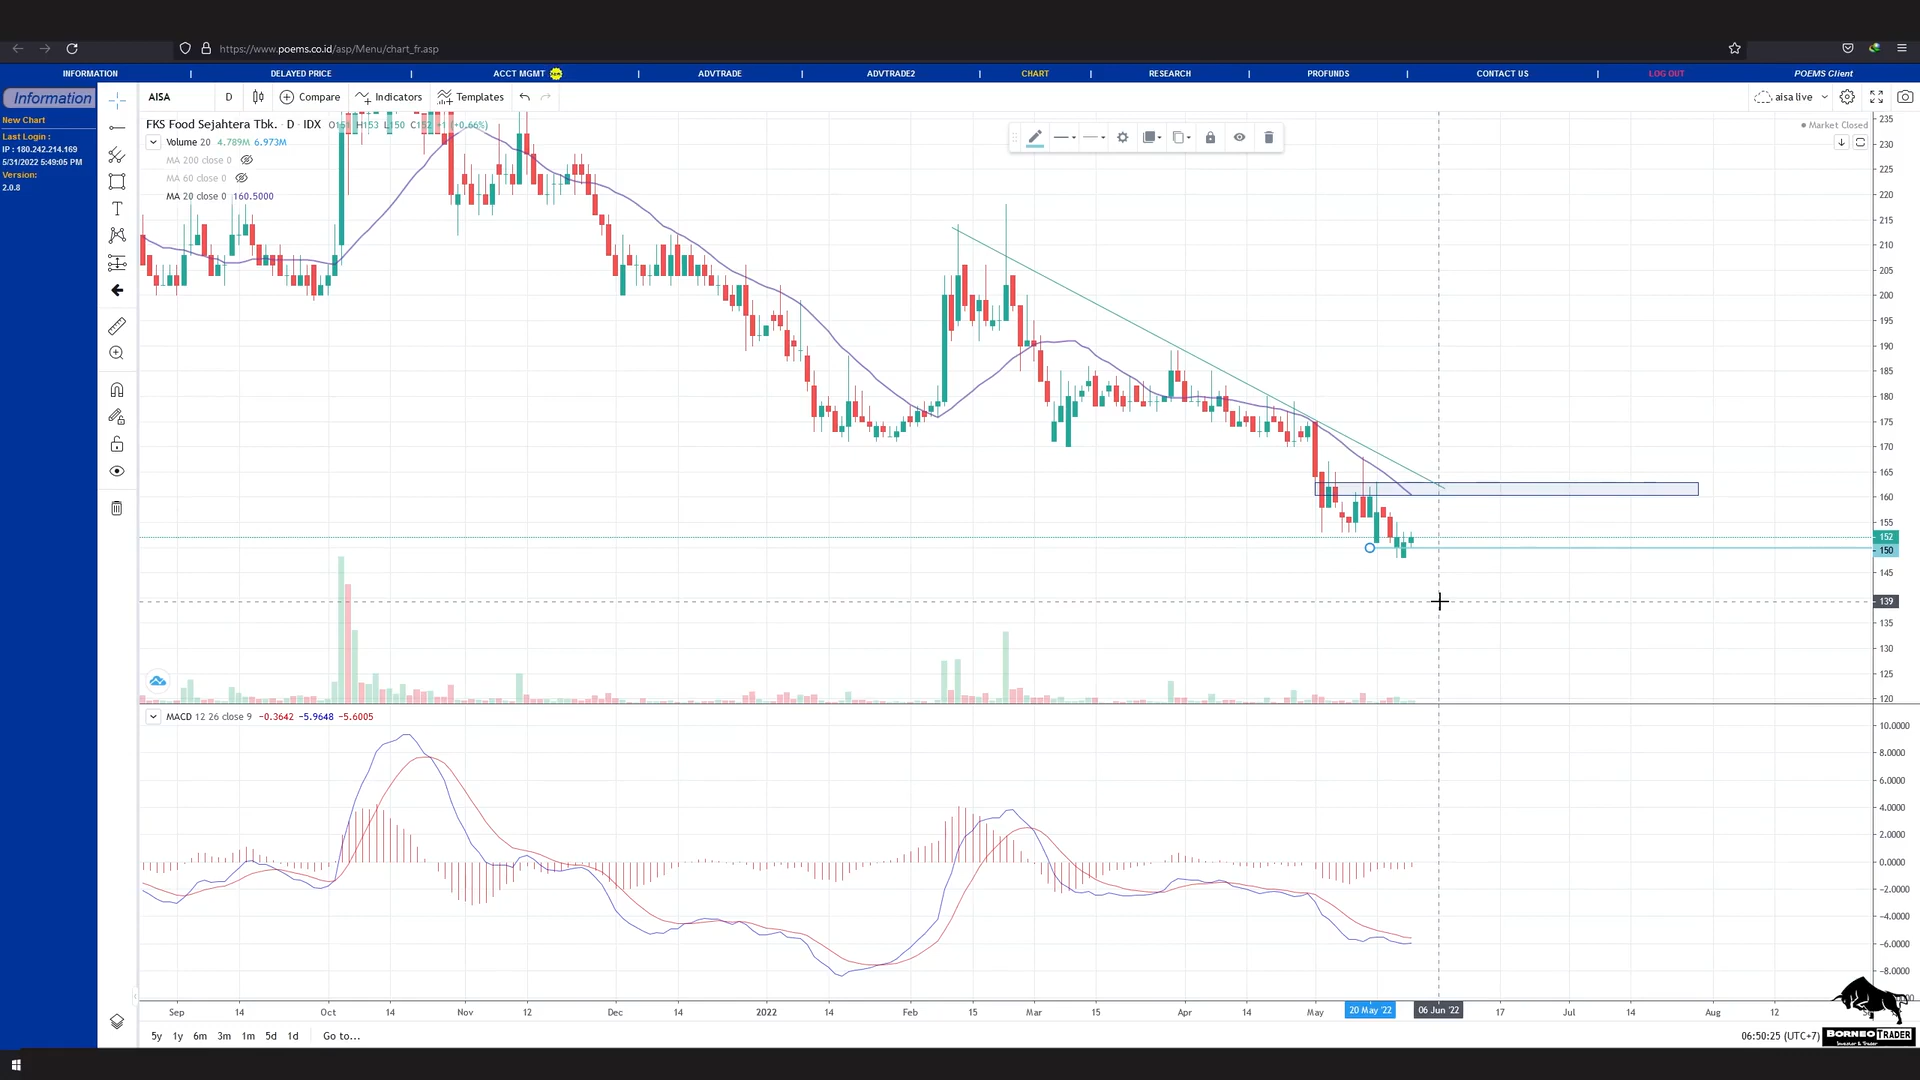 https://www.poems.co.id/asp/Menu/chart_fr.asp
INFORMATION | DELAYED PRICE | ACCT MGMT | ADVTRADE | ADVTRADE2 | CHART | RESEARCH | PROFUNDS | CONTACT US | LOG OUT POEMS Client
Information
New Chart
Last Login :
IP : 180.242.214.169
5/31/2022 5:49:05 PM
Version:
2.0.8
AISA D Compare Indicators Templates aisa live
FKS Food Sejahtera Tbk. · D · IDX O151 H153 L150 C152 +1 (+0.66%)
Market Closed
Volume 20 4.789M 6.973M
MA 200 close 0
MA 60 close 0
MA 20 close 0 160.5000
235
230
225
220
215
210
205
200
195
190
185
180
175
170
165
160
155
152
150
145
139
135
130
125
120
MACD 12 26 close 9 −0.3642 −5.9648 −5.6005
10.0000
8.0000
6.0000
4.0000
2.0000
0.0000
−2.0000
−4.0000
−6.0000
−8.0000
Sep 14 Oct 14 Nov 12 Dec 14 2022 14 Feb 15 Mar 15 Apr 14 May 20 May '22 06 Jun '22 17 Jul 14 Aug 12
5y 1y 6m 3m 1m 5d 1d Go to...
06:50:25 (UTC+7)
BORNEO TRADER
Investor & Trader